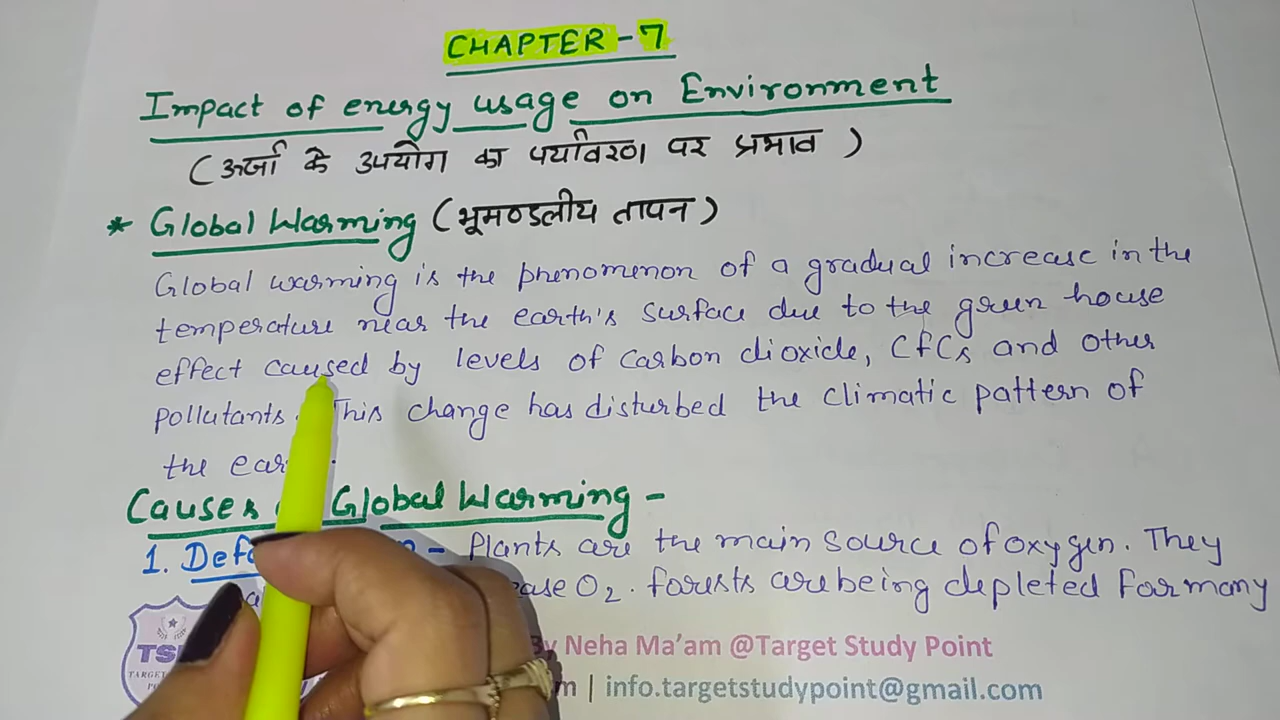 CHAPTER-7
Impact of energy usage on Environment
(ऊर्जा के उपयोग का पर्यावरण पर प्रभाव)
* Global Warming (भूमण्डलीय तापन)
Global warming is the phenomenon of a gradual increase in the
temperature near the earth's surface due to the green house
effect caused by levels of carbon dioxide, CFCs and other
pollutants. This change has disturbed the climatic pattern of
the
Causes Global Warming -
1. - Plants are the main source of oxygen. They
O2. forests are being depleted for many
By Neha Ma'am @Target Study Point
| info.targetstudypoint@gmail.com